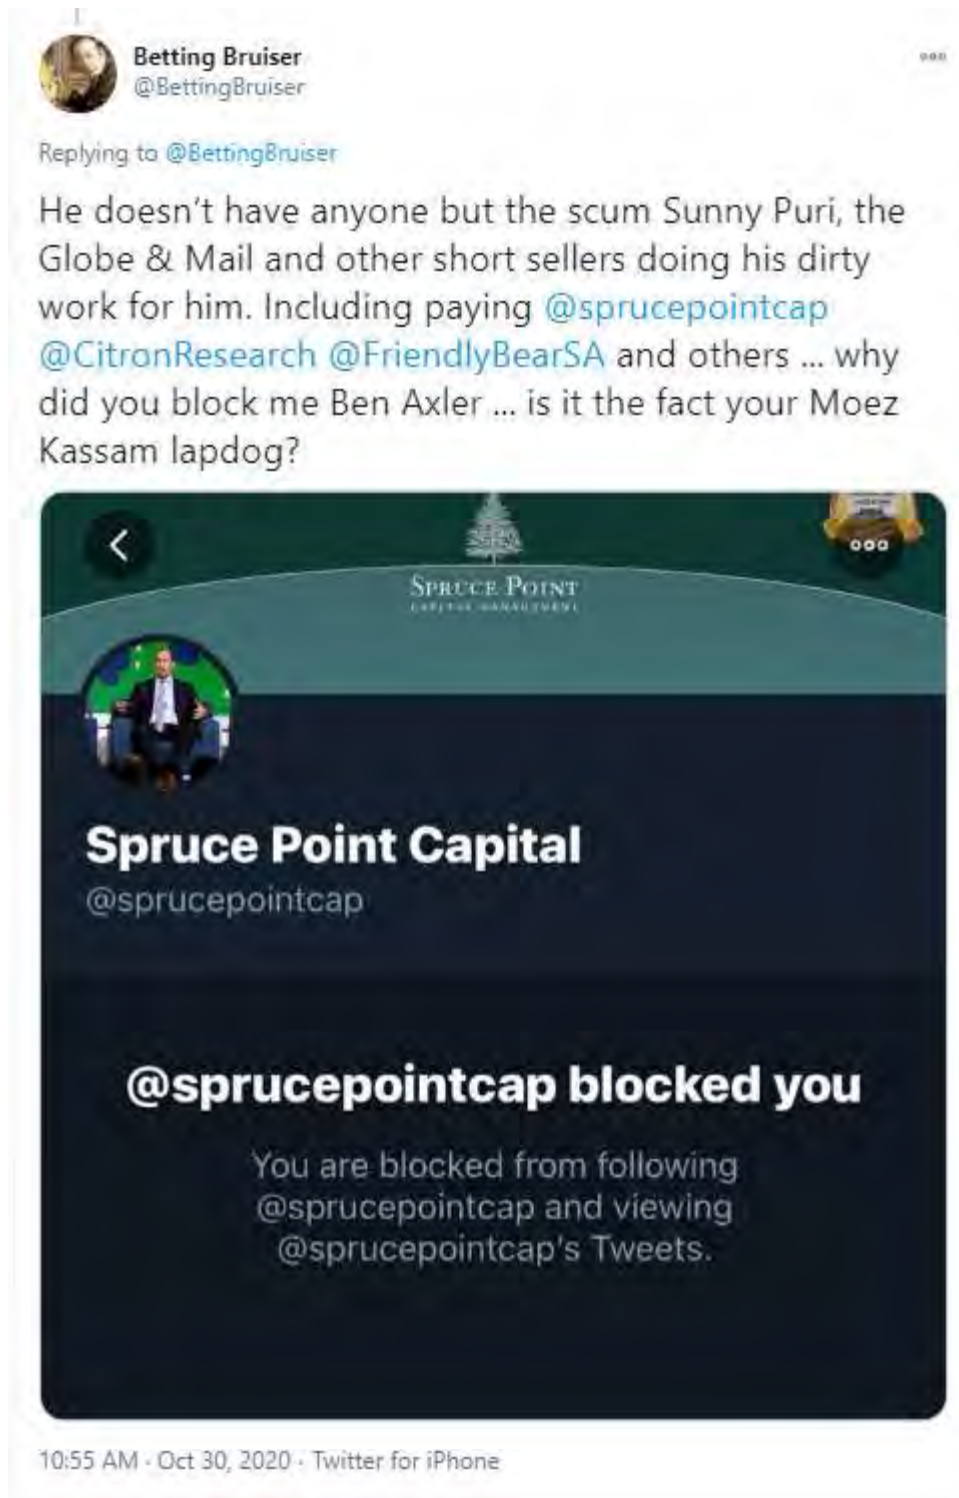 Betting Bruiser
@BettingBruiser
Replying to @BettingBruiser
He doesn't have anyone but the scum Sunny Puri, the
Globe & Mail and other short sellers doing his dirty
work for him. Including paying @sprucepointcap
@CitronResearch @FriendlyBearSA and others ... why
did you block me Ben Axler ... is it the fact your Moez
Kassam lapdog?
SPRUCE POINT
CAPITAL MANAGEMENT
Spruce Point Capital
@sprucepointcap
@sprucepointcap blocked you
You are blocked from following
@sprucepointcap and viewing
@sprucepointcap's Tweets.
10:55 AM · Oct 30, 2020 · Twitter for iPhone